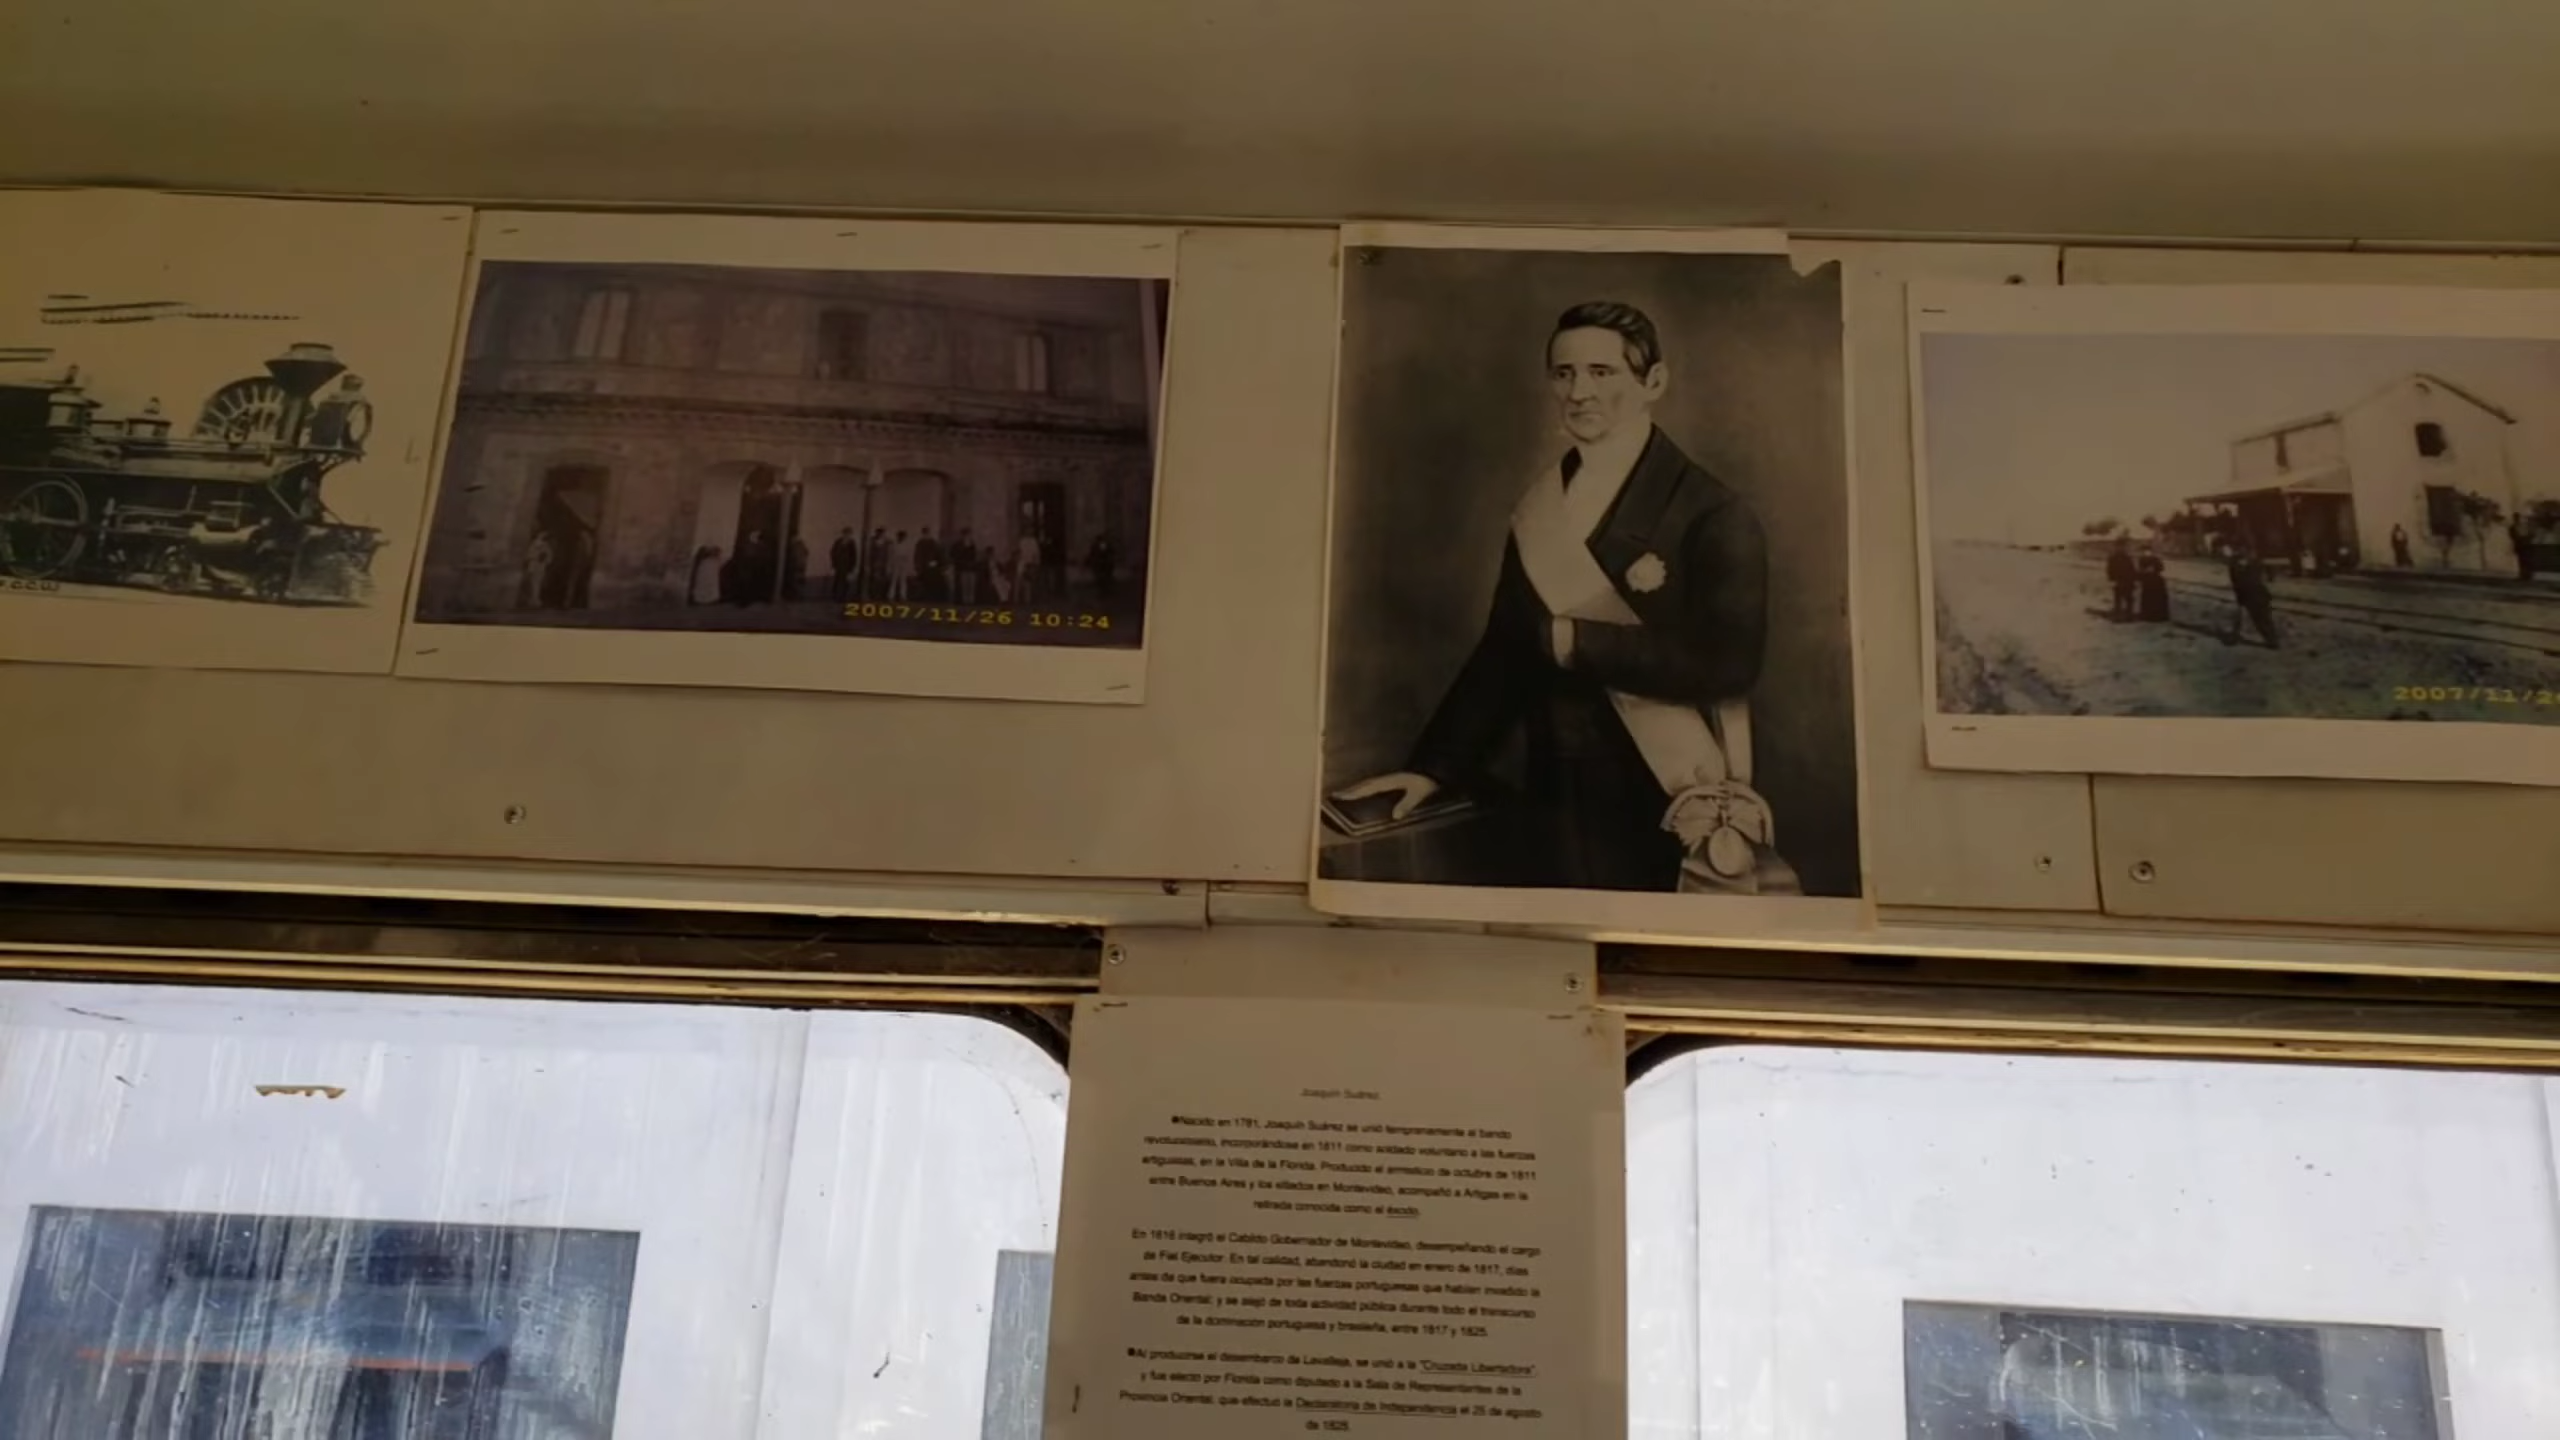 2007/11/26 10:24
2007/11/2
Joaquín Suárez.
●Nacido en 1781, Joaquín Suárez se unió tempranamente al bando
revolucionario, incorporándose en 1811 como soldado voluntario a las fuerzas
artiguistas, en la Villa de la Florida. Producido el armisticio de octubre de 1811
entre Buenos Aires y los sitiados en Montevideo, acompañó a Artigas en la
retirada conocida como el éxodo.
En 1816 integró el Cabildo Gobernador de Montevideo, desempeñando el cargo
de Fiel Ejecutor. En tal calidad, abandonó la ciudad en enero de 1817, días
antes de que fuera ocupada por las fuerzas portuguesas que habían invadido la
Banda Oriental; y se alejó de toda actividad pública durante todo el transcurso
de la dominación portuguesa y brasileña, entre 1817 y 1825.
●Al producirse el desembarco de Lavalleja, se unió a la "Cruzada Libertadora"
y fue electo por Florida como diputado a la Sala de Representantes de la
Provincia Oriental, que efectuó la Declaratoria de Independencia el 25 de agosto
de 1825.